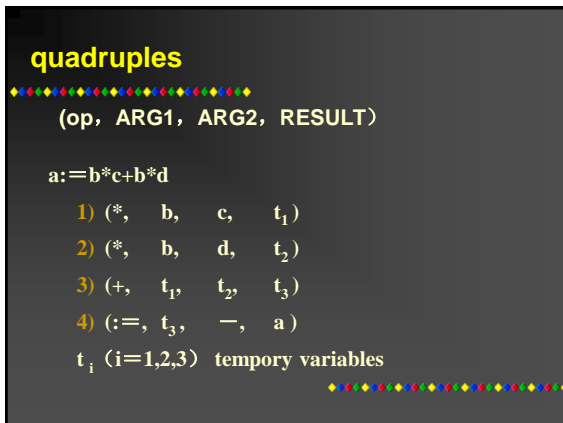 quadruples
(op，ARG1，ARG2，RESULT）
a:＝b*c+b*d
1) (*, b, c, t₁)
2) (*, b, d, t₂)
3) (+, t₁, t₂, t₃)
4) (:＝, t₃, －, a )
t ᵢ（i＝1,2,3） tempory variables